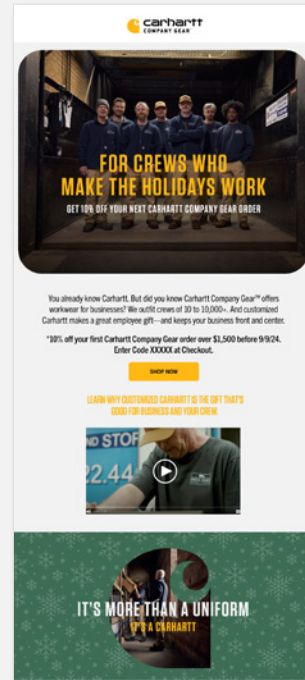 carhartt
COMPANY GEAR
FOR CREWS WHO
MAKE THE HOLIDAYS WORK
GET 10% OFF YOUR NEXT CARHARTT COMPANY GEAR ORDER
You already know Carhartt. But did you know Carhartt Company Gear™ offers
workwear for businesses? We outfit crews of 10 to 10,000+. And customized
Carhartt makes a great employee gift—and keeps your business front and center.
*10% off your first Carhartt Company Gear order over $1,500 before 9/9/24.
Enter Code XXXXX at Checkout.
SHOP NOW
LEARN WHY CUSTOMIZED CARHARTT IS THE GIFT THAT'S
GOOD FOR BUSINESS AND YOUR CREW.
ND STOF
22.44
IT'S MORE THAN A UNIFORM
IT'S A CARHARTT